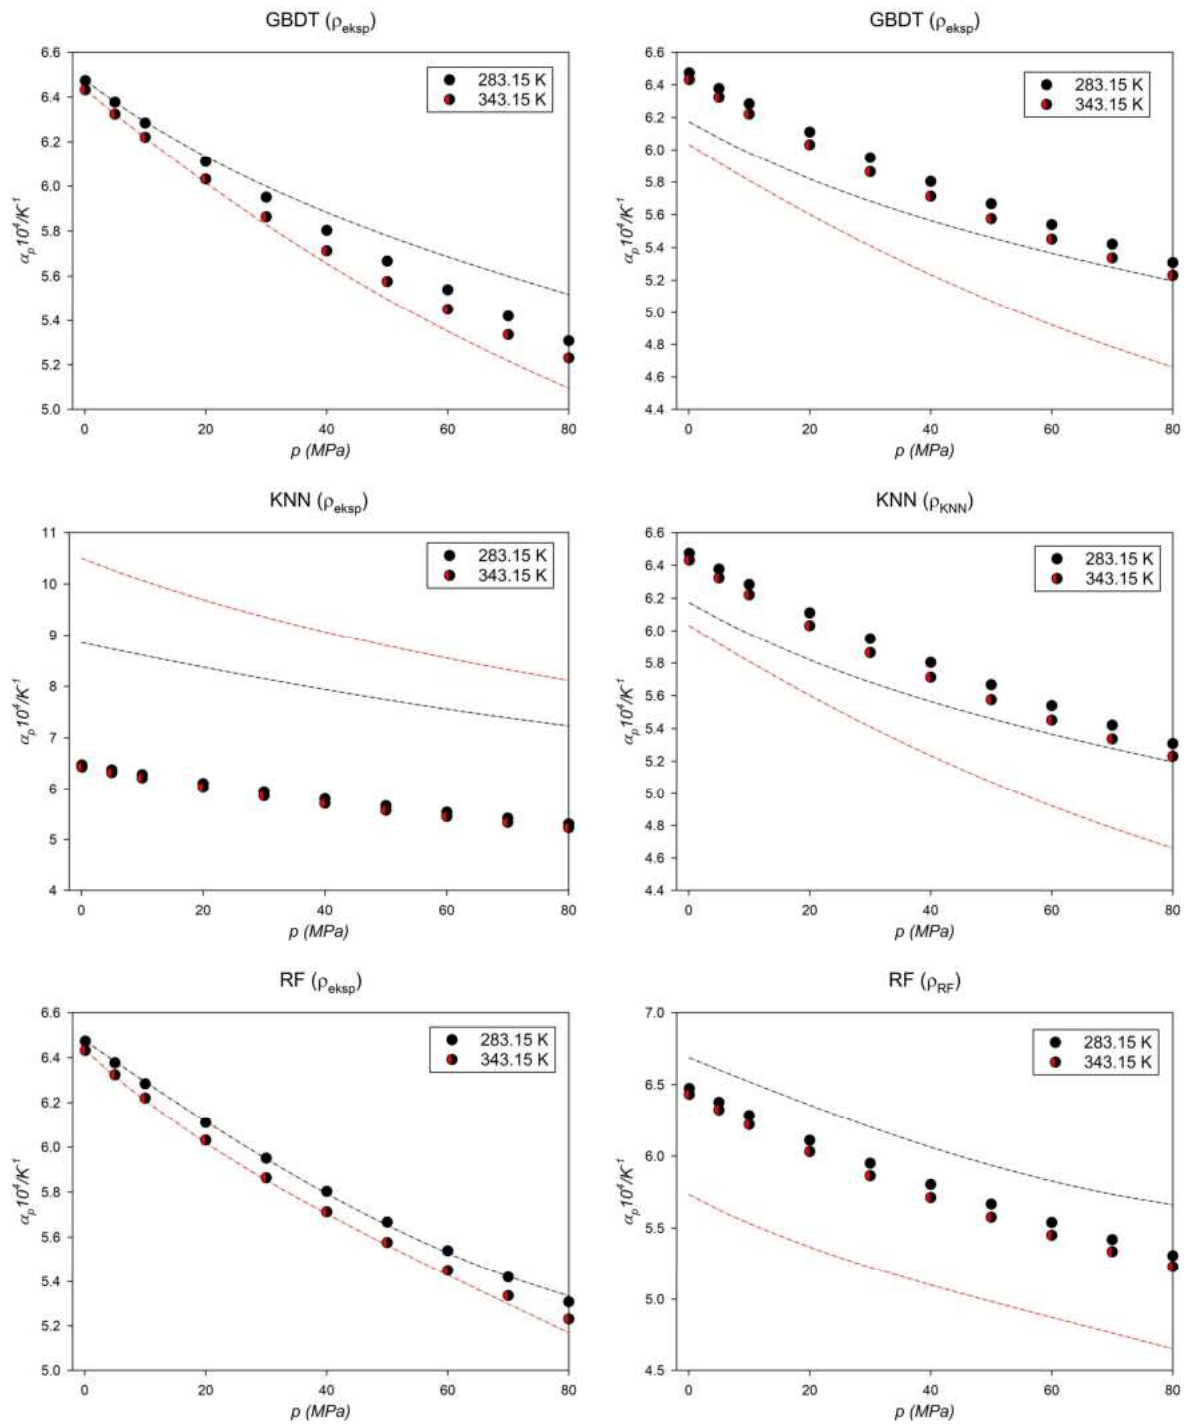 GBDT (ρeksp)
6.6
6.4
6.2
6.0
5.8
5.6
5.4
5.2
5.0
αp10⁴/K⁻¹
283.15 K
343.15 K
0 20 40 60 80
p (MPa)
GBDT (ρeksp)
6.6
6.4
6.2
6.0
5.8
5.6
5.4
5.2
5.0
4.8
4.6
4.4
αp10⁴/K⁻¹
283.15 K
343.15 K
0 20 40 60 80
p (MPa)
KNN (ρeksp)
11
10
9
8
7
6
5
4
αp10⁴/K⁻¹
283.15 K
343.15 K
0 20 40 60 80
p (MPa)
KNN (ρKNN)
6.6
6.4
6.2
6.0
5.8
5.6
5.4
5.2
5.0
4.8
4.6
4.4
αp10⁴/K⁻¹
283.15 K
343.15 K
0 20 40 60 80
p (MPa)
RF (ρeksp)
6.6
6.4
6.2
6.0
5.8
5.6
5.4
5.2
5.0
αp10⁴/K⁻¹
283.15 K
343.15 K
0 20 40 60 80
p (MPa)
RF (ρRF)
7.0
6.5
6.0
5.5
5.0
4.5
αp10⁴/K⁻¹
283.15 K
343.15 K
0 20 40 60 80
p (MPa)